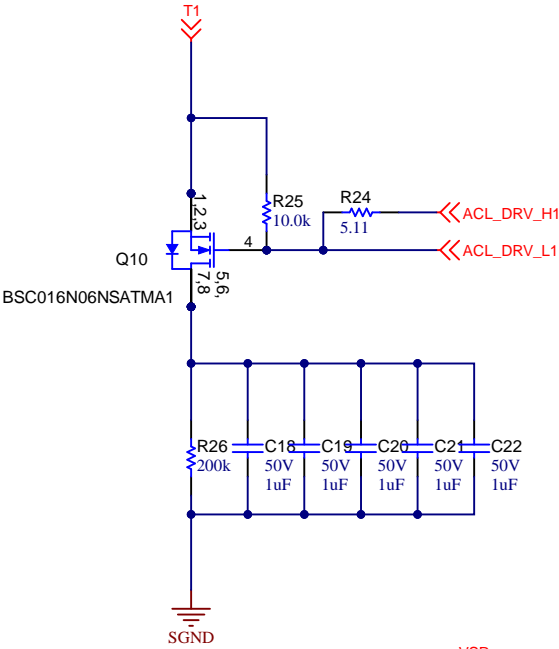 T1
1,2,3
R25
10.0k
R24
5.11
ACL_DRV_H1
ACL_DRV_L1
4
Q10
5,6,
7,8
BSC016N06NSATMA1
R26
200k
C18
50V
1uF
C19
50V
1uF
C20
50V
1uF
C21
50V
1uF
C22
50V
1uF
SGND